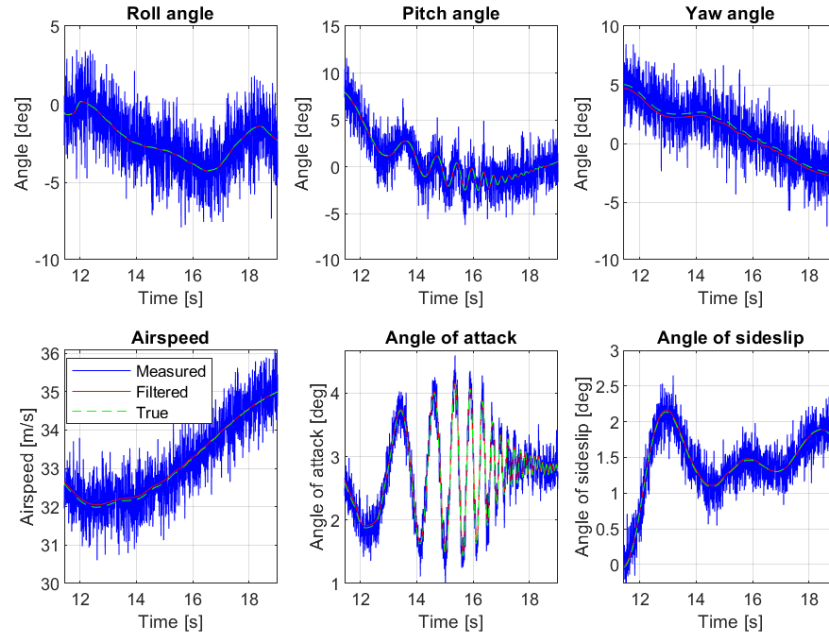 Roll angle
Pitch angle
Yaw angle
5
0
-5
-10
Angle [deg]
12 14 16 18
Time [s]
15
10
5
0
-5
-10
Angle [deg]
12 14 16 18
Time [s]
10
5
0
-5
-10
Angle [deg]
12 14 16 18
Time [s]
Airspeed
Angle of attack
Angle of sideslip
36
35
34
33
32
31
30
Airspeed [m/s]
Measured
Filtered
True
12 14 16 18
Time [s]
4
3
2
1
Angle of attack [deg]
12 14 16 18
Time [s]
3
2.5
2
1.5
1
0.5
0
Angle of sideslip [deg]
12 14 16 18
Time [s]